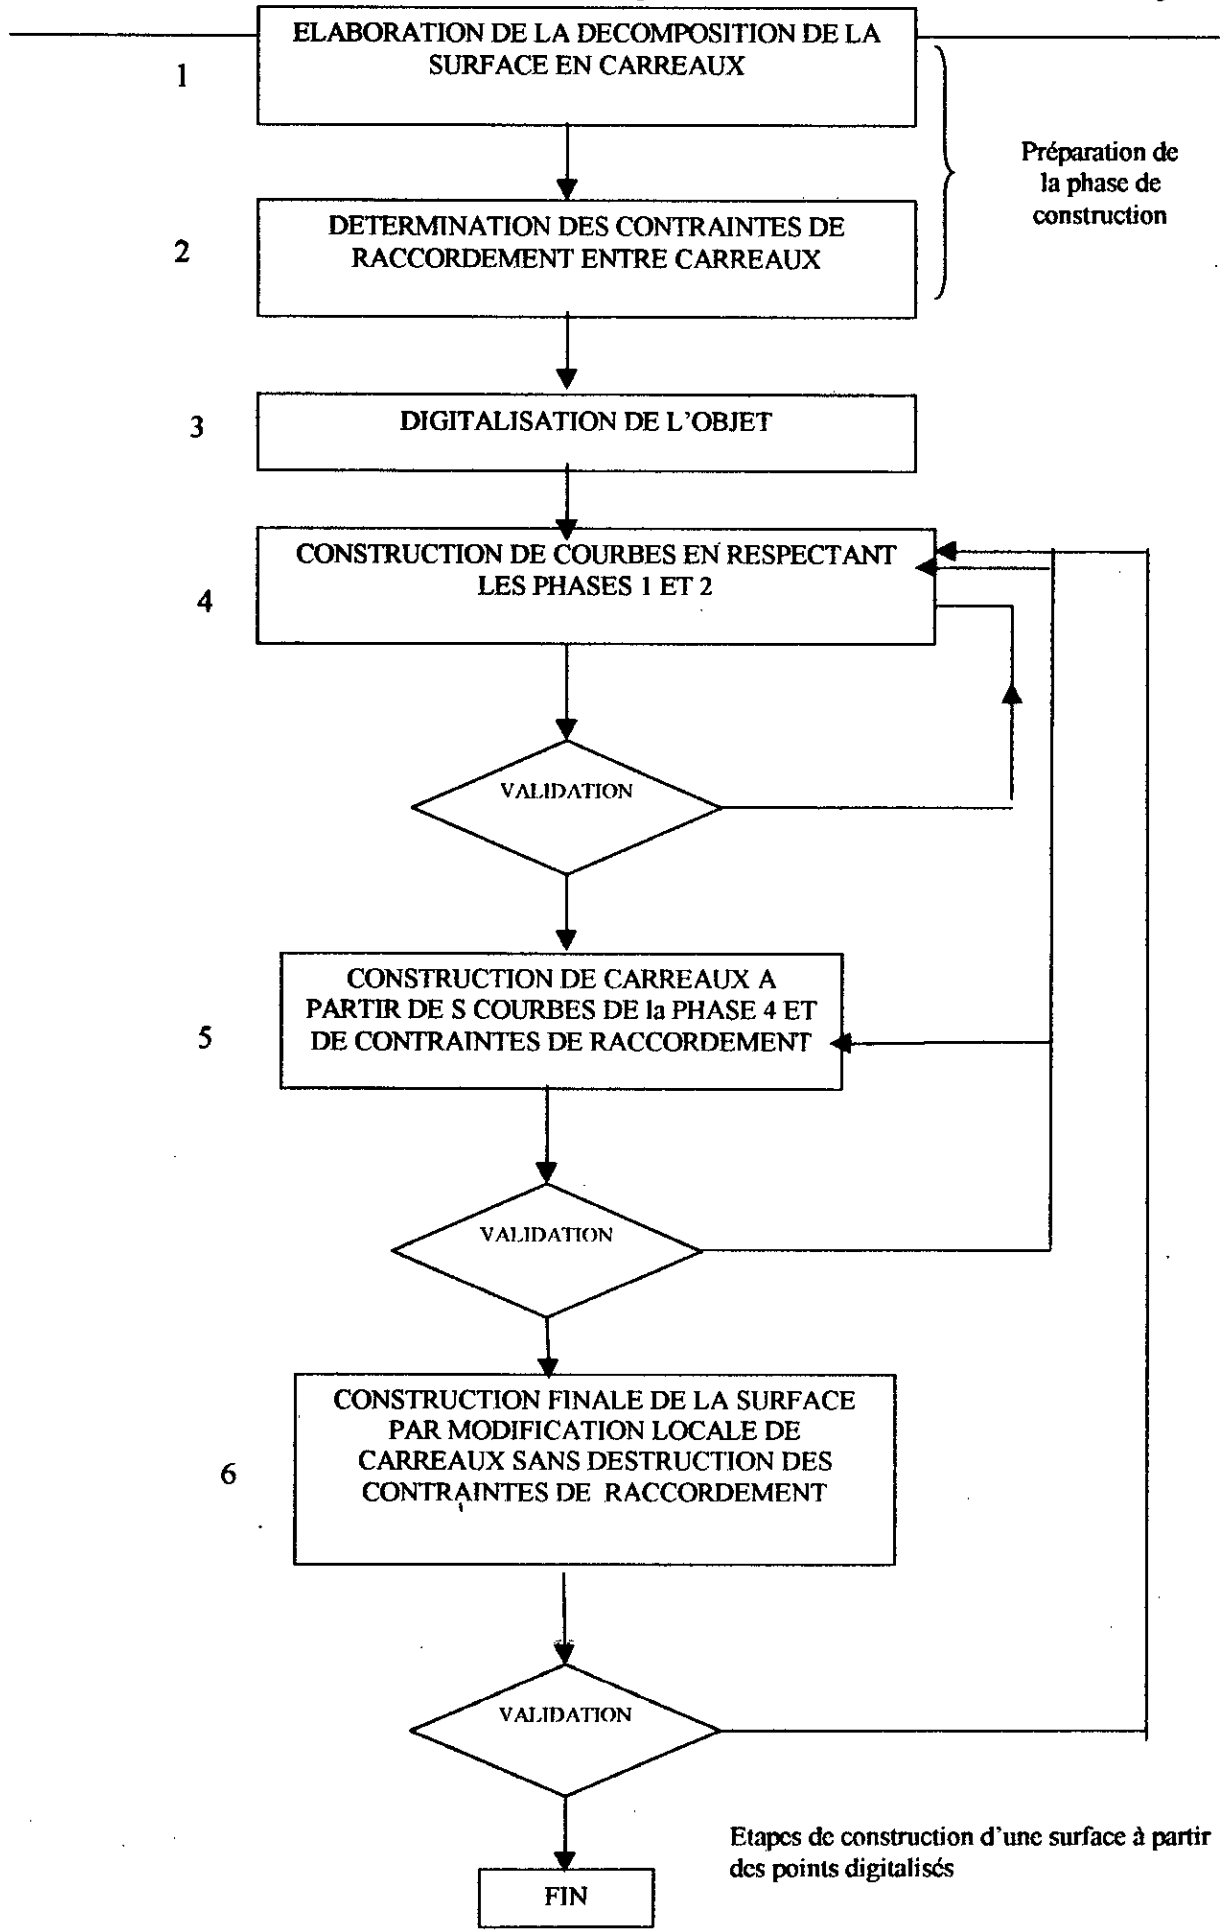 ELABORATION DE LA DECOMPOSITION DE LA
SURFACE EN CARREAUX
1
Préparation de
la phase de
construction
DETERMINATION DES CONTRAINTES DE
RACCORDEMENT ENTRE CARREAUX
2
DIGITALISATION DE L'OBJET
3
CONSTRUCTION DE COURBES EN RESPECTANT
LES PHASES 1 ET 2
4
VALIDATION
CONSTRUCTION DE CARREAUX A
PARTIR DE S COURBES DE la PHASE 4 ET
DE CONTRAINTES DE RACCORDEMENT
5
VALIDATION
CONSTRUCTION FINALE DE LA SURFACE
PAR MODIFICATION LOCALE DE
CARREAUX SANS DESTRUCTION DES
CONTRAINTES DE RACCORDEMENT
6
VALIDATION
Etapes de construction d'une surface à partir
des points digitalisés
FIN